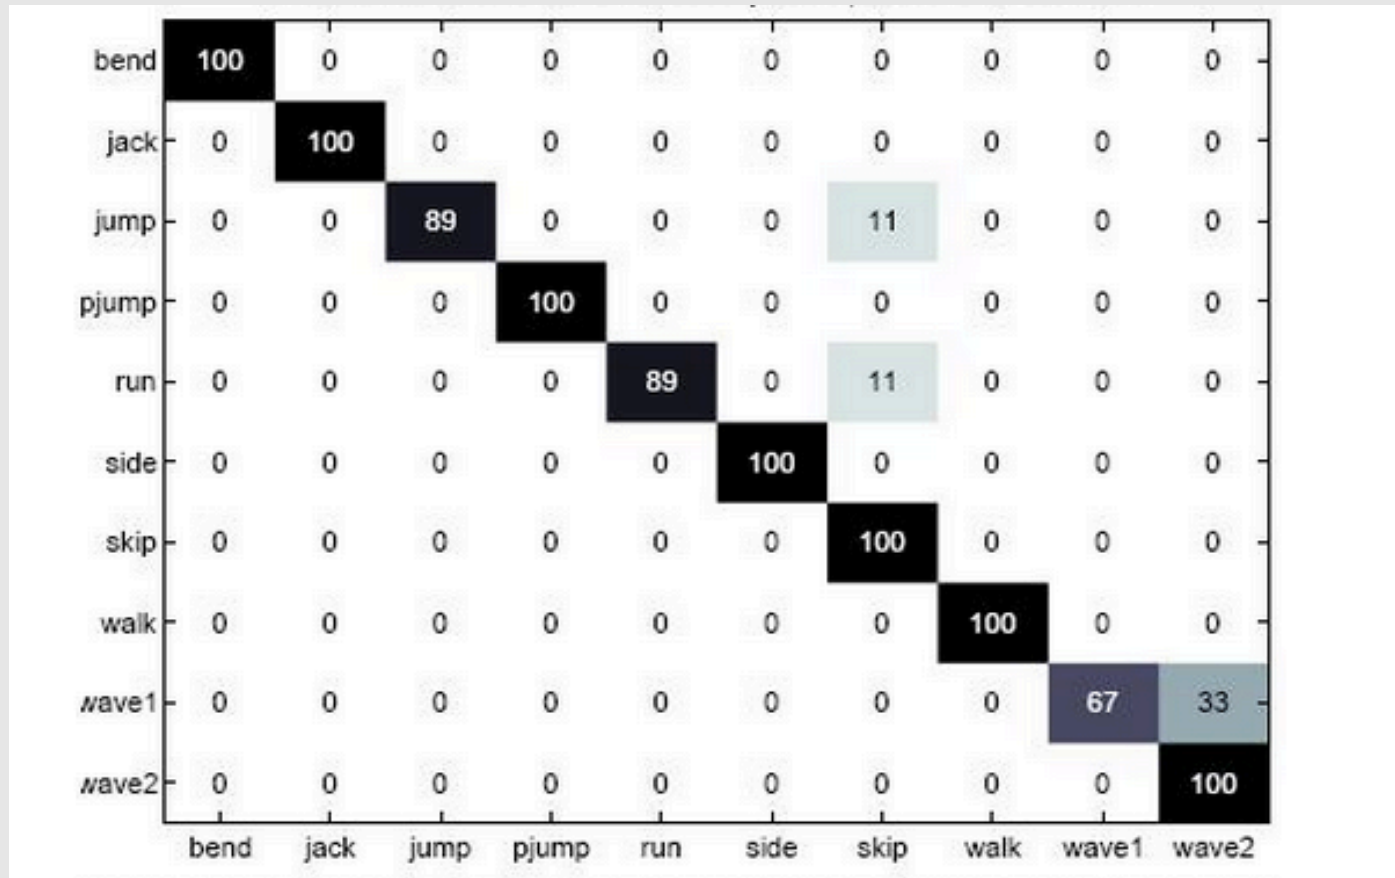 bend 100 0 0 0 0 0 0 0 0 0
jack 0 100 0 0 0 0 0 0 0 0
jump 0 0 89 0 0 0 11 0 0 0
pjump 0 0 0 100 0 0 0 0 0 0
run 0 0 0 0 89 0 11 0 0 0
side 0 0 0 0 0 100 0 0 0 0
skip 0 0 0 0 0 0 100 0 0 0
walk 0 0 0 0 0 0 0 100 0 0
wave1 0 0 0 0 0 0 0 0 67 33
wave2 0 0 0 0 0 0 0 0 0 100
bend jack jump pjump run side skip walk wave1 wave2